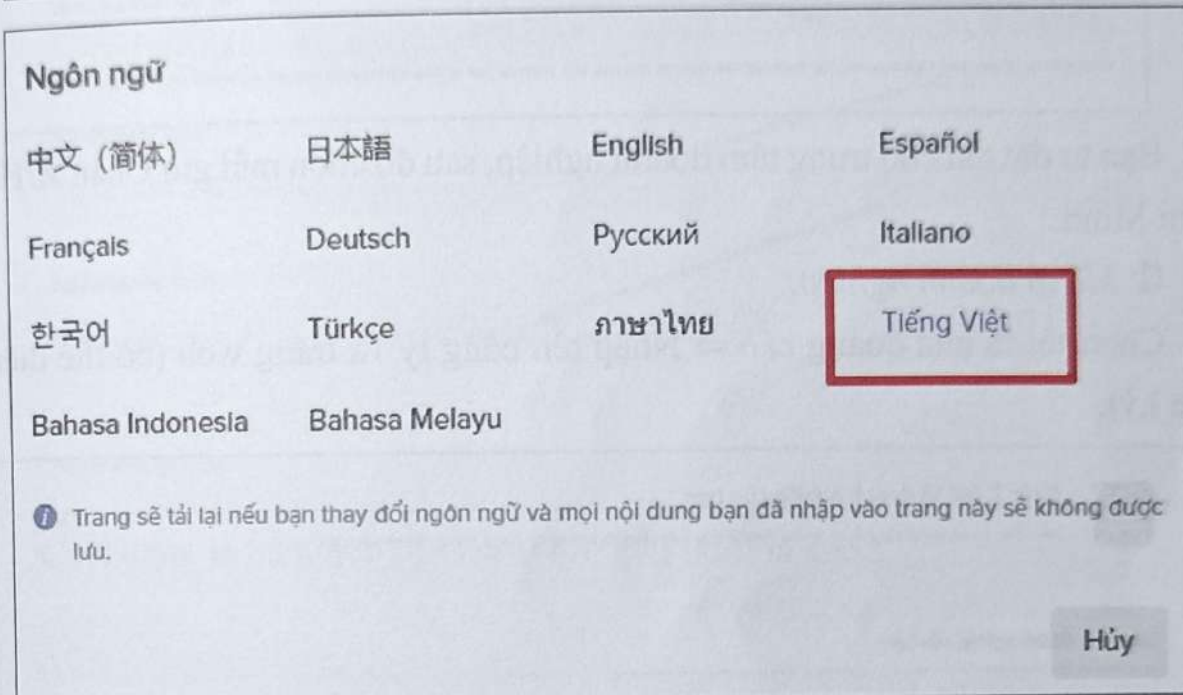 Ngôn ngữ
中文（简体） 日本語 English Español
Français Deutsch Русский Italiano
한국어 Türkçe ภาษาไทย Tiếng Việt
Bahasa Indonesia Bahasa Melayu
Trang sẽ tải lại nếu bạn thay đổi ngôn ngữ và mọi nội dung bạn đã nhập vào trang này sẽ không được
lưu.
Hủy